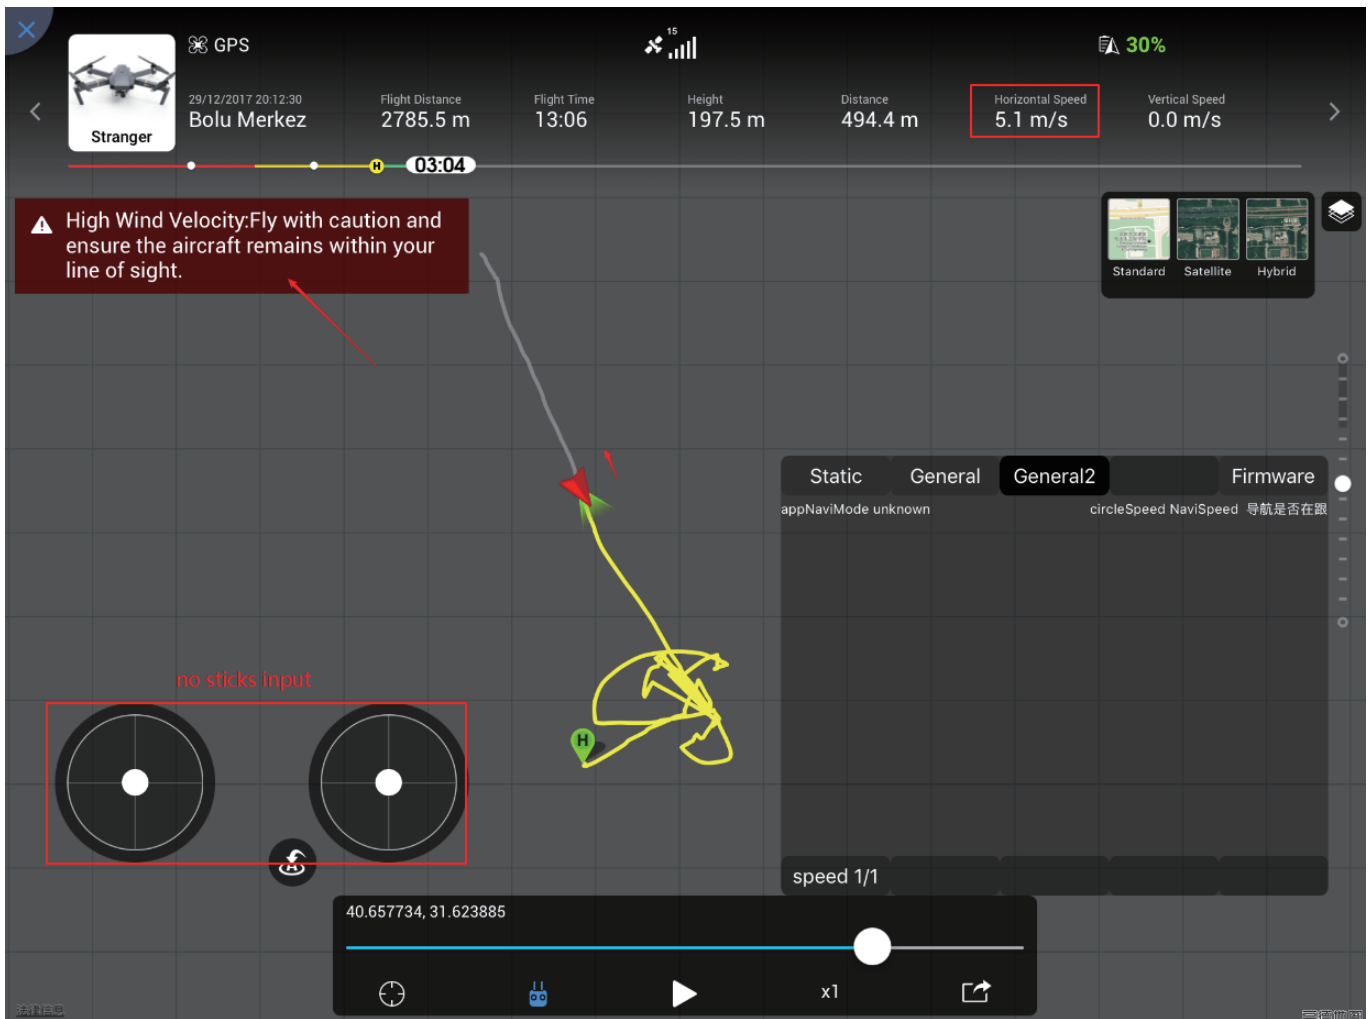 GPS
15
30%
29/12/2017 20:12:30
Bolu Merkez
Flight Distance
2785.5 m
Flight Time
13:06
Height
197.5 m
Distance
494.4 m
Horizontal Speed
5.1 m/s
Vertical Speed
0.0 m/s
Stranger
H
03:04
High Wind Velocity:Fly with caution and
ensure the aircraft remains within your
line of sight.
Standard
Satellite
Hybrid
Static
General
General2
Firmware
appNaviMode unknown
circleSpeed NaviSpeed 导航是否在跟
no sticks input
H
speed 1/1
40.657734, 31.623885
x1
法律信息